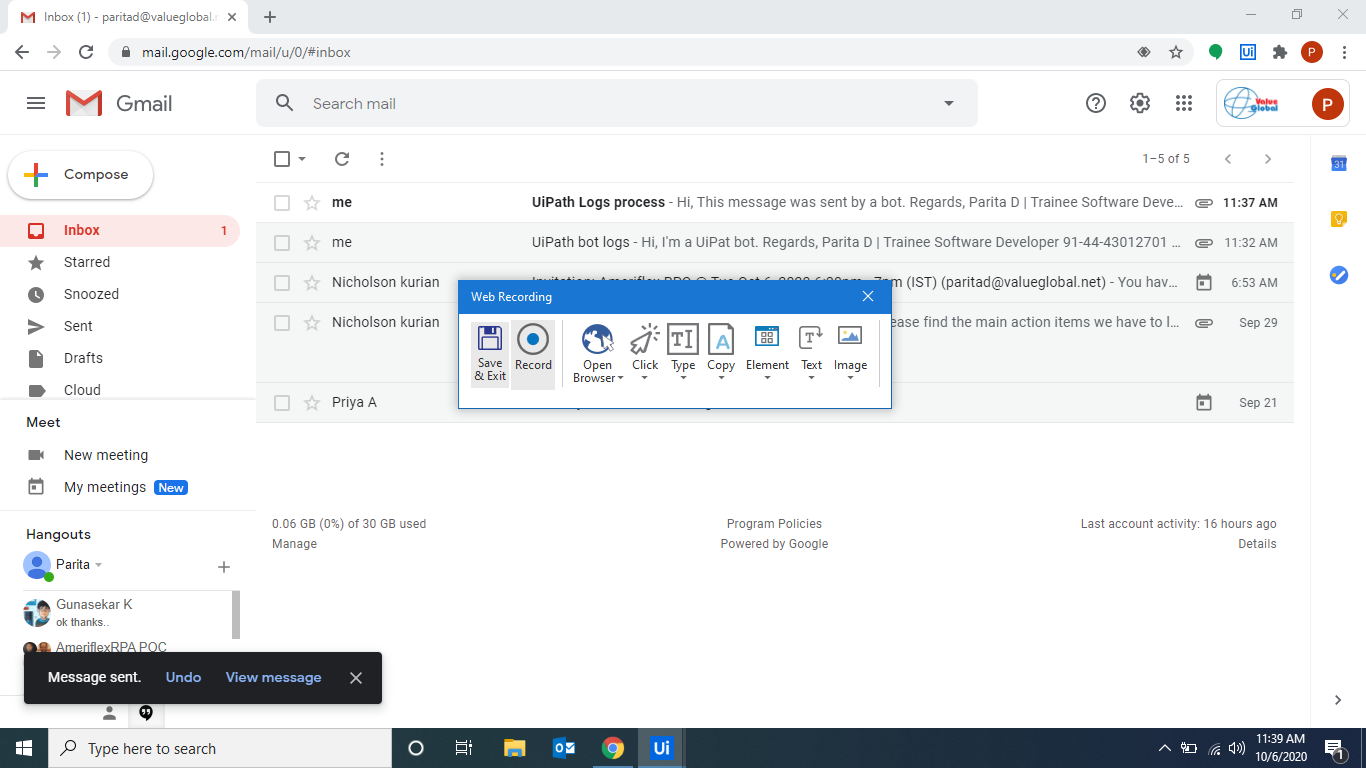 Inbox (1) - paritad@valueglobal.n
mail.google.com/mail/u/0/#inbox
Ui
P
Gmail
Search mail
Value Global
P
Compose
1–5 of 5
31
me
UiPath Logs process - Hi, This message was sent by a bot. Regards, Parita D | Trainee Software Deve...
11:37 AM
Inbox
1
me
UiPath bot logs - Hi, I'm a UiPat bot. Regards, Parita D | Trainee Software Developer 91-44-43012701 ...
11:32 AM
Starred
Nicholson kurian
7pm (IST) (paritad@valueglobal.net) - You hav...
6:53 AM
Snoozed
Web Recording
Nicholson kurian
ease find the main action items we have to l...
Sep 29
Sent
Save & Exit
Record
Open Browser
Click
Type
Copy
Element
Text
Image
Drafts
Cloud
Priya A
Sep 21
Meet
New meeting
My meetings
New
0.06 GB (0%) of 30 GB used
Manage
Program Policies
Powered by Google
Last account activity: 16 hours ago
Details
Hangouts
Parita
Gunasekar K
ok thanks..
AmeriflexRPA POC
Message sent.
Undo
View message
Type here to search
Ui
11:39 AM
10/6/2020
1